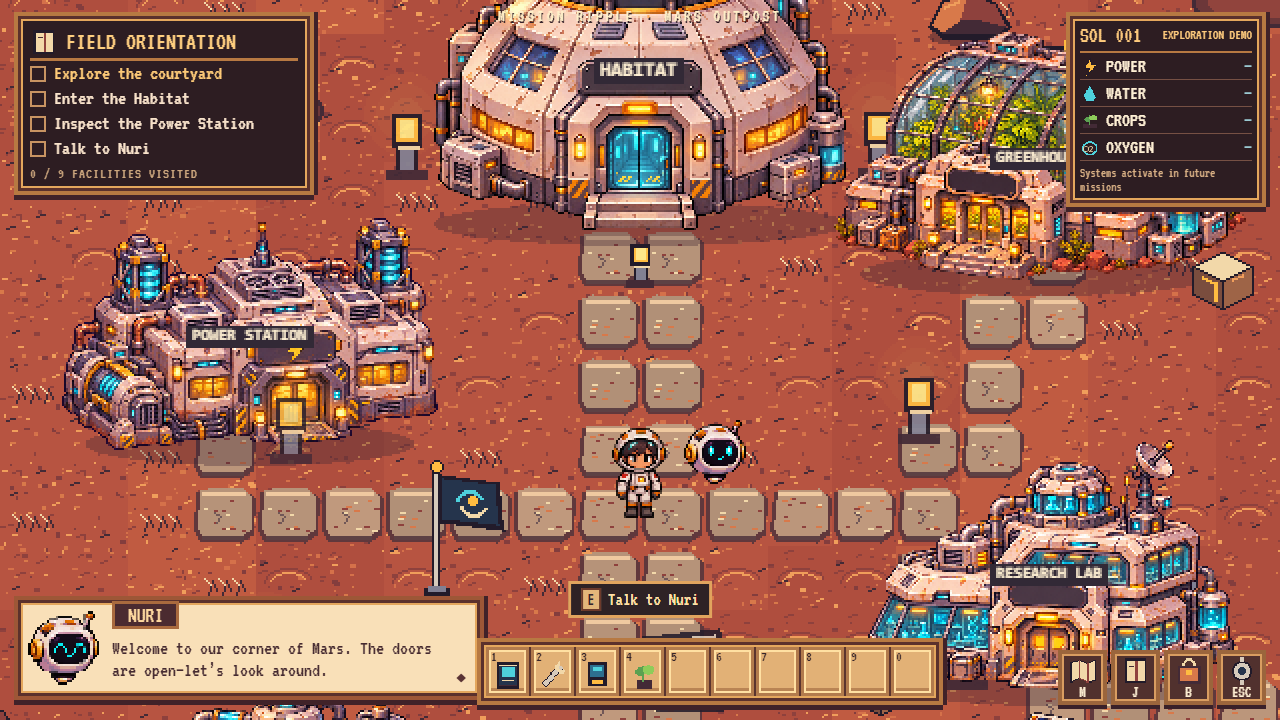 MISSION RIPPLE
MARS OUTPOST
FIELD ORIENTATION
Explore the courtyard
Enter the Habitat
Inspect the Power Station
Talk to Nuri
0 / 9 FACILITIES VISITED
HABITAT
SOL 001
EXPLORATION DEMO
POWER –
WATER –
CROPS –
OXYGEN –
Systems activate in future
missions
GREENHOU
POWER STATION
RESEARCH LAB
E Talk to Nuri
NURI
Welcome to our corner of Mars. The doors
are open—let's look around.
1 2 3 4 5 6 7 8 9 0
M J B ESC